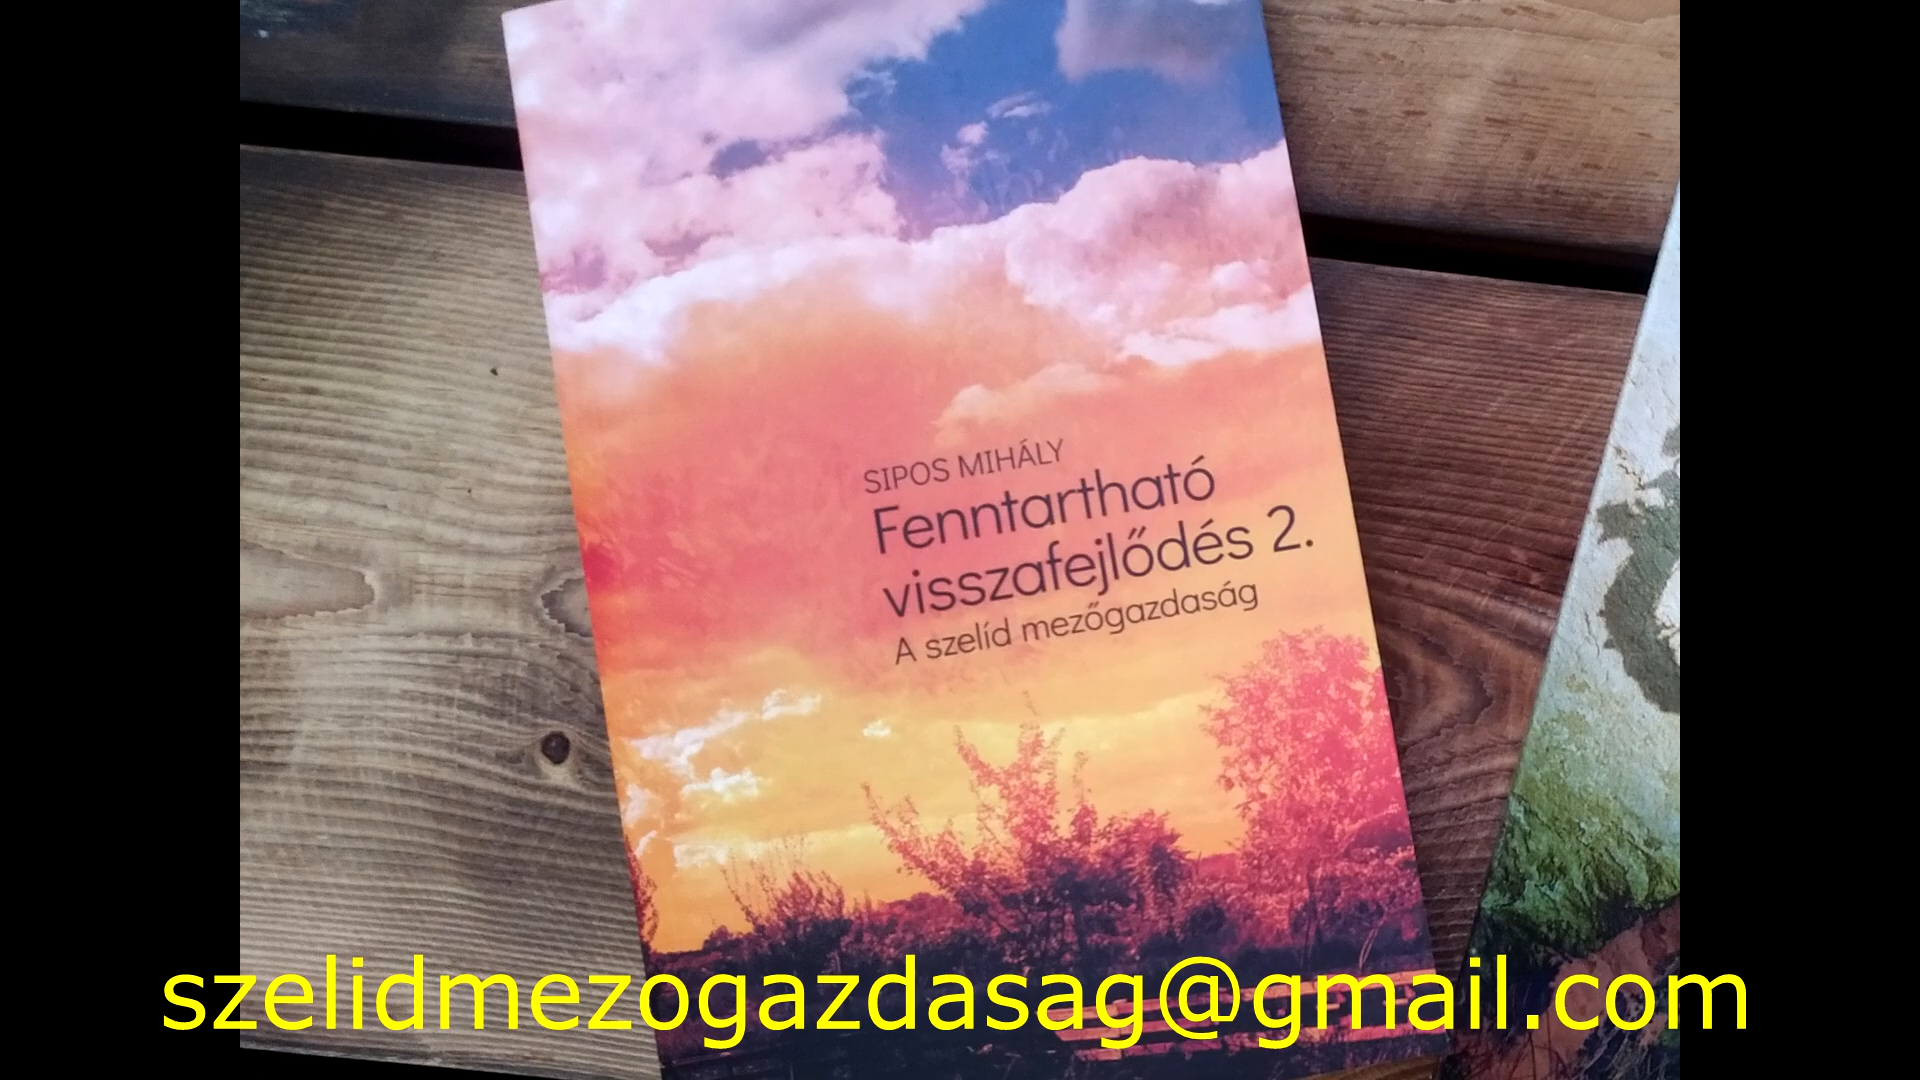 SIPOS MIHÁLY
Fenntartható
visszafejlődés 2.
A szelíd mezőgazdaság
szelidmezogazdasag@gmail.com